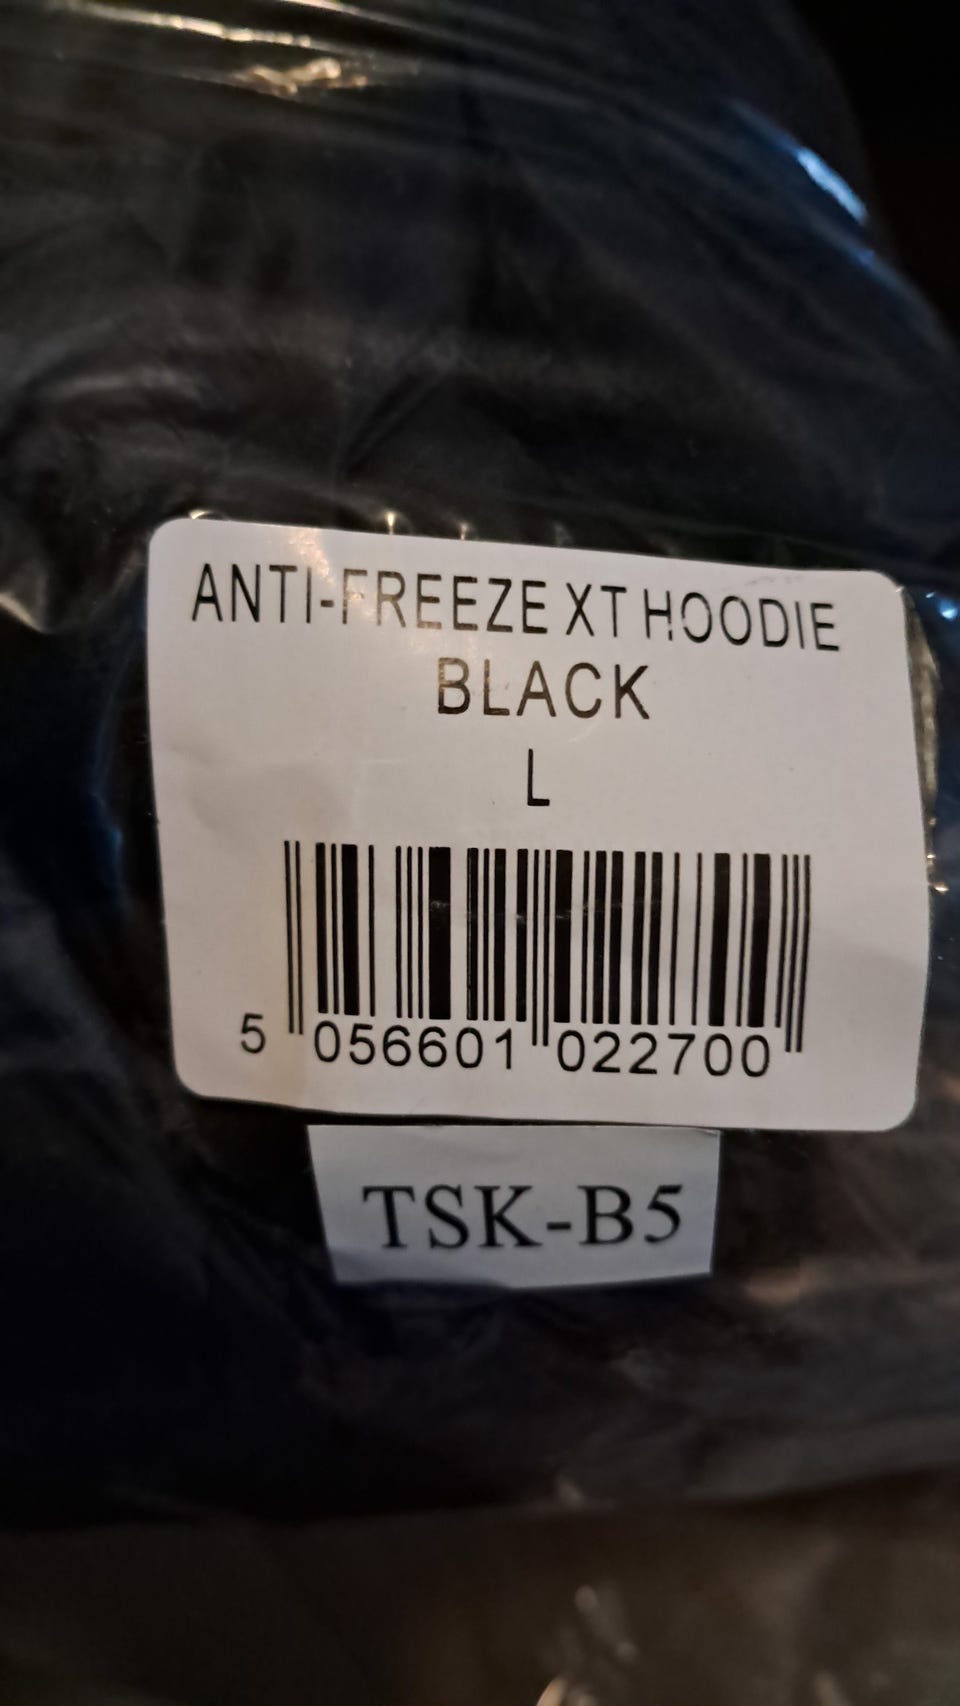 ANTI-FREEZE XT HOODIE
BLACK
L
5 056601 022700
TSK-B5